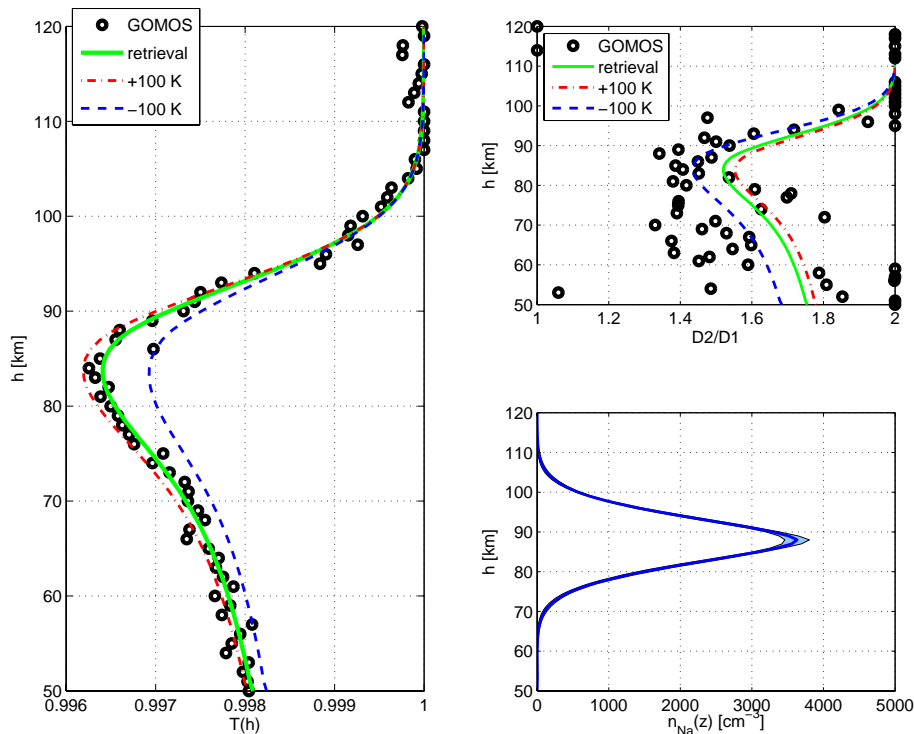 GOMOS
retrieval
+100 K
−100 K
120
110
100
90
80
70
60
50
h [km]
0.996
0.997
0.998
0.999
1
T(h)
GOMOS
retrieval
+100 K
−100 K
120
110
100
90
80
70
60
50
h [km]
1
1.2
1.4
1.6
1.8
2
D2/D1
120
110
100
90
80
70
60
50
h [km]
0
1000
2000
3000
4000
5000
n_Na(z) [cm^−3]